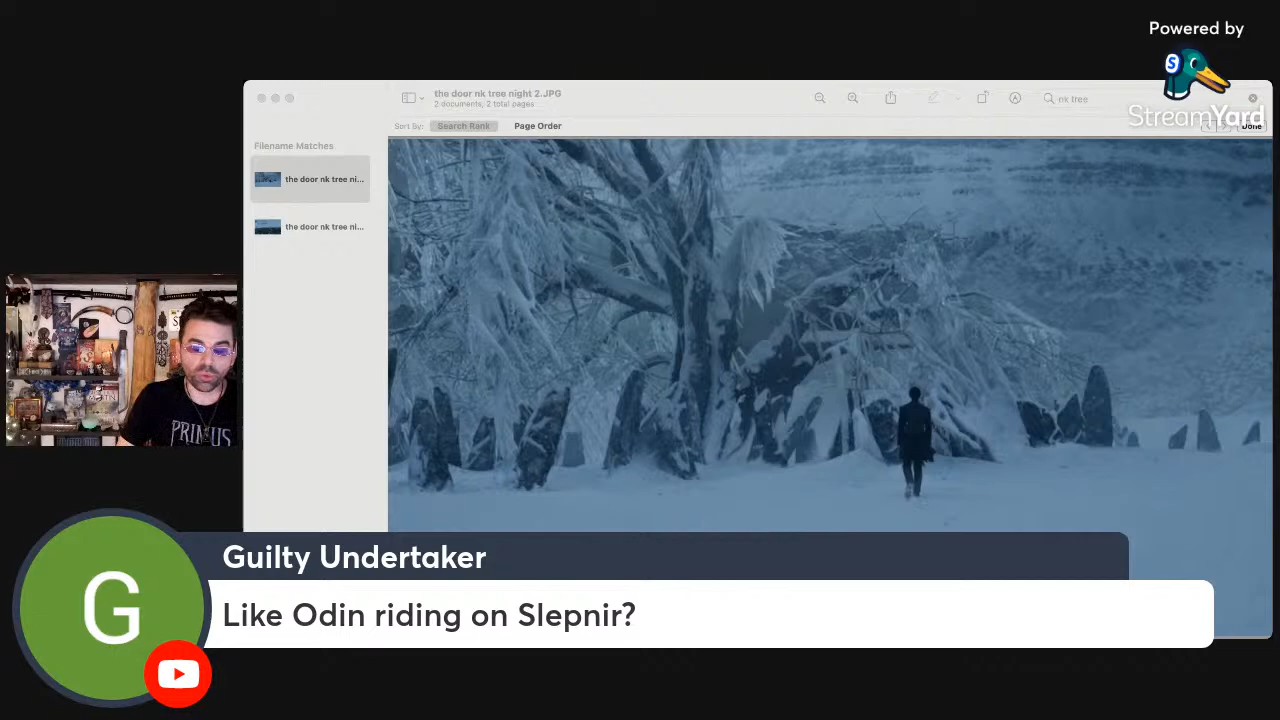 Powered by
StreamYard
the door nk tree night 2.JPG
2 documents, 2 total pages
nk tree
Sort By: Search Rank Page Order
Done
Filename Matches
the door nk tree ni...
the door nk tree ni...
PRIMUS
G
Guilty Undertaker
Like Odin riding on Slepnir?